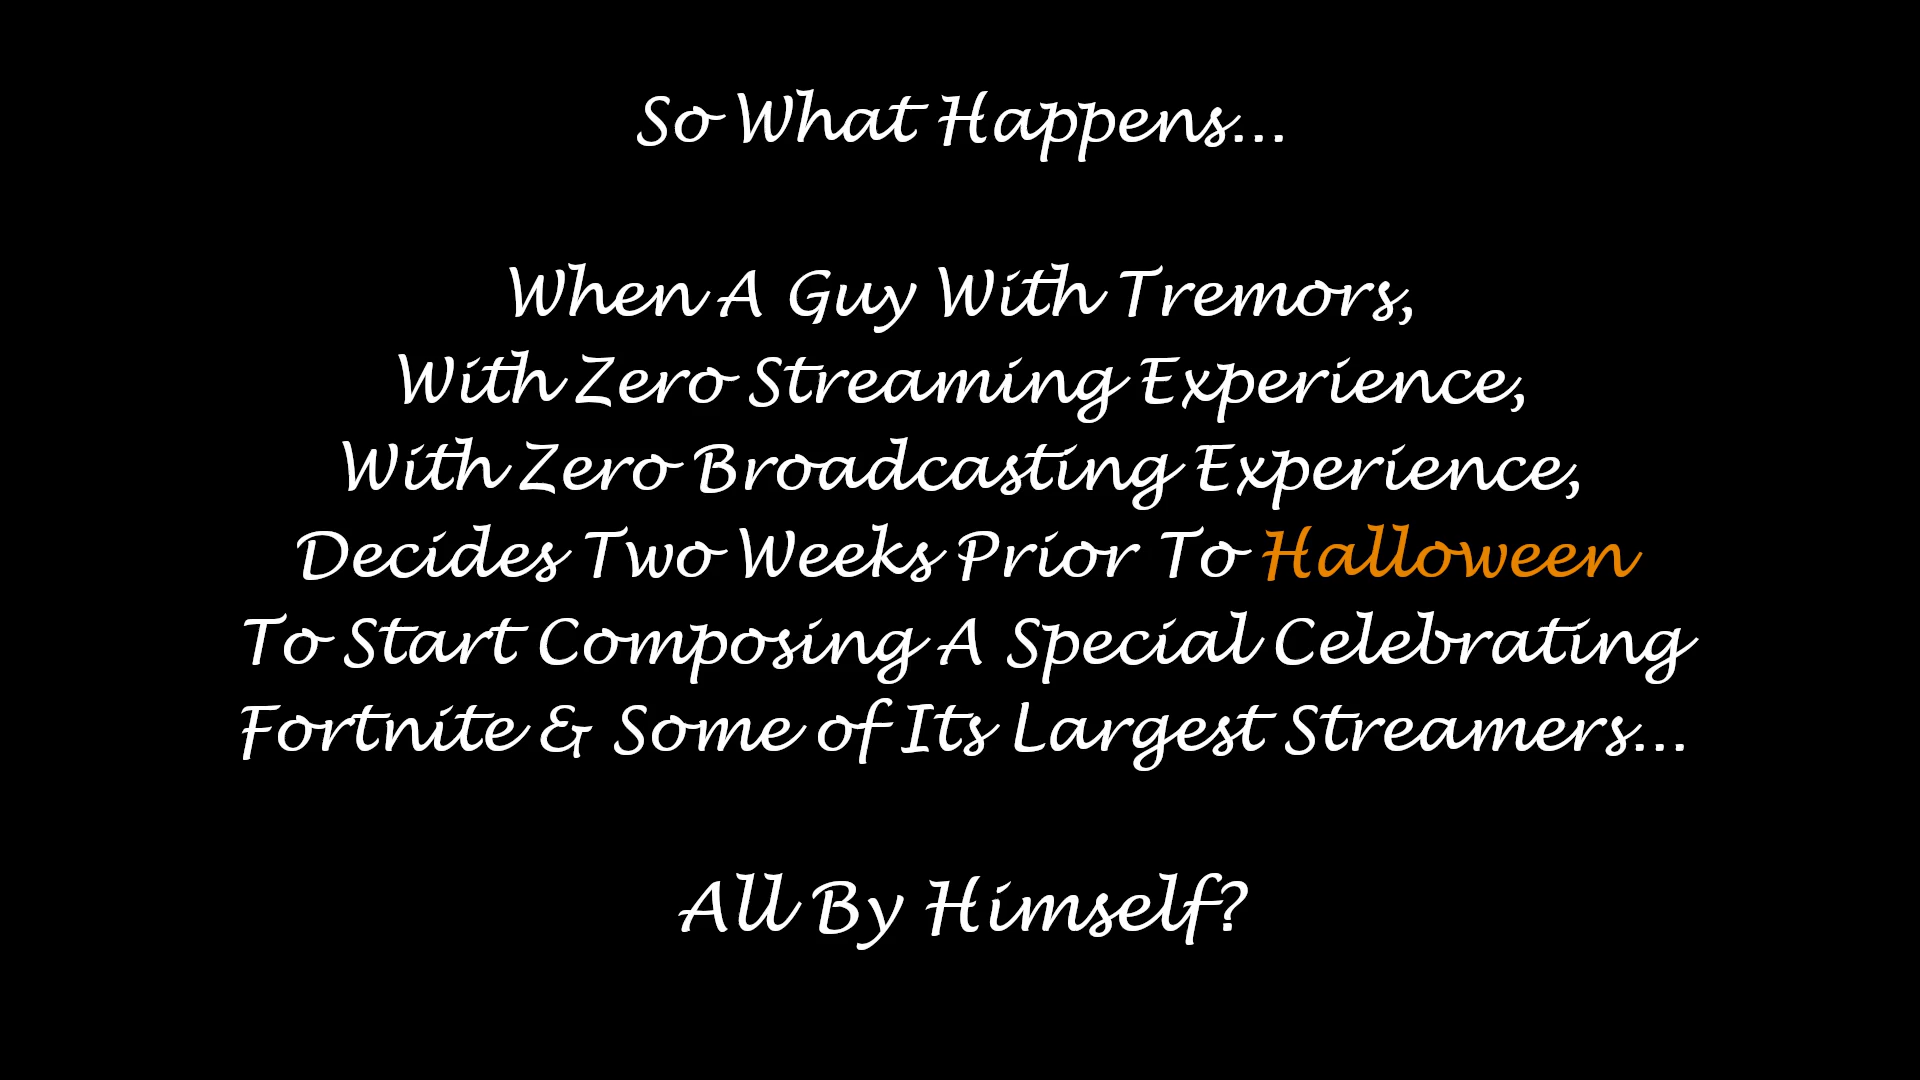 So What Happens...
When A Guy With Tremors,
With Zero Streaming Experience,
With Zero Broadcasting Experience,
Decides Two Weeks Prior To Halloween
To Start Composing A Special Celebrating
Fortnite & Some of Its Largest Streamers...
All By Himself?